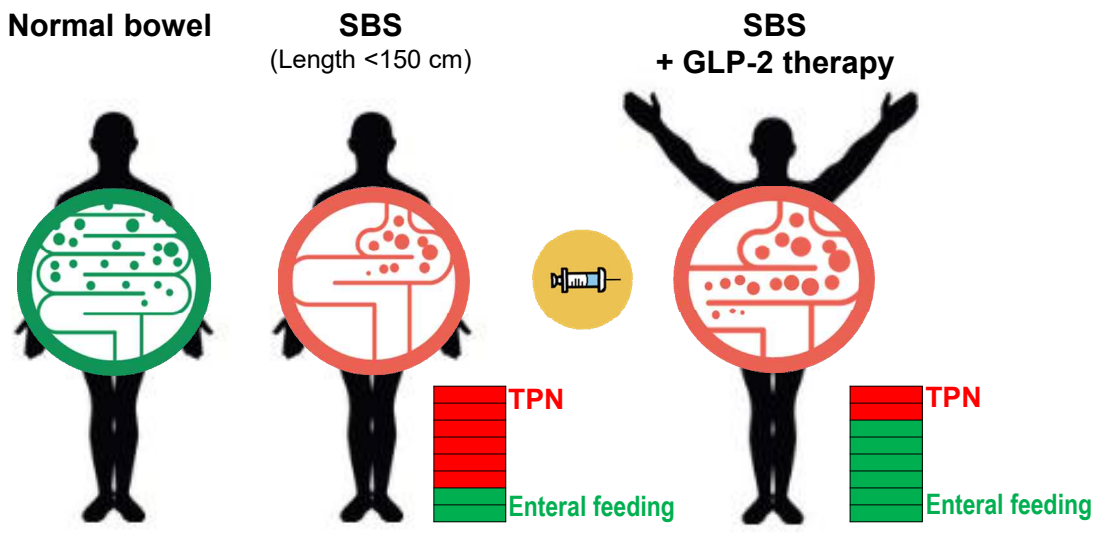 Normal bowel
SBS
(Length <150 cm)
SBS
+ GLP-2 therapy
TPN
Enteral feeding
TPN
Enteral feeding